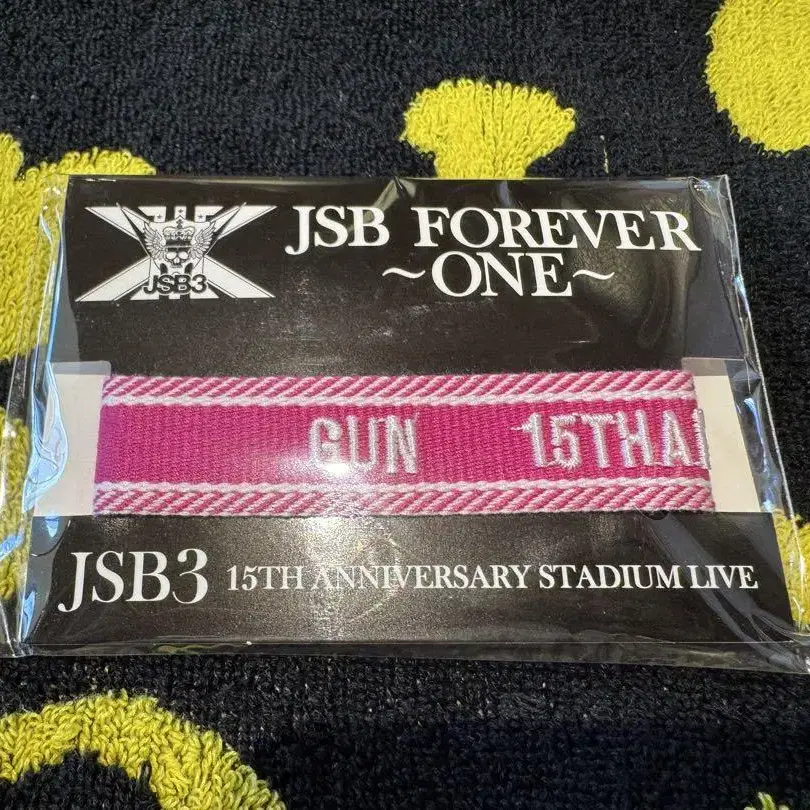 JSB3
JSB FOREVER
~ONE~
GUN 15THA
JSB3 15TH ANNIVERSARY STADIUM LIVE